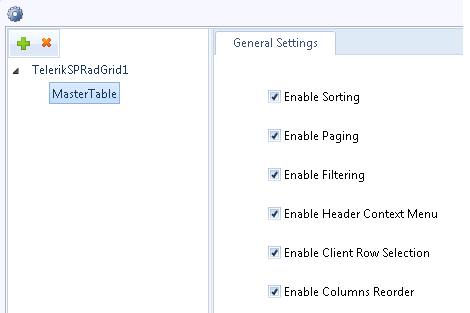 General Settings
TelerikSPRadGrid1
MasterTable
Enable Sorting
Enable Paging
Enable Filtering
Enable Header Context Menu
Enable Client Row Selection
Enable Columns Reorder